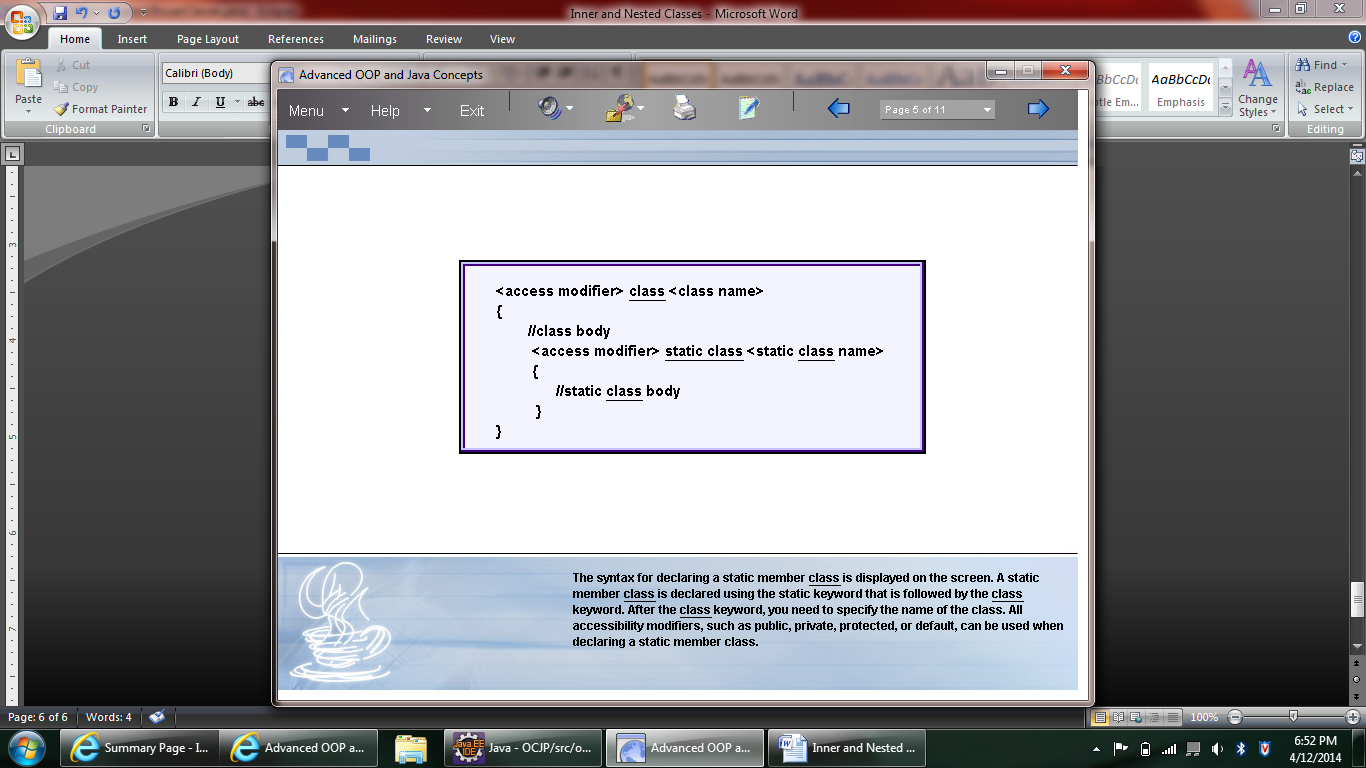 Inner and Nested Classes - Microsoft Word
Home Insert Page Layout References Mailings Review View
Paste
Cut
Copy
Format Painter
Clipboard
Calibri (Body)
B I U abc
AaBbCcDc
Emphasis
Change Styles
Find
Replace
Select
Editing
Advanced OOP and Java Concepts
Menu Help Exit
Page 5 of 11
<access modifier> class <class name>
{
//class body
<access modifier> static class <static class name>
{
//static class body
}
}
The syntax for declaring a static member class is displayed on the screen. A static
member class is declared using the static keyword that is followed by the class
keyword. After the class keyword, you need to specify the name of the class. All
accessibility modifiers, such as public, private, protected, or default, can be used when
declaring a static member class.
Page: 6 of 6 Words: 4
100%
Summary Page - I...
Advanced OOP a...
Java EE IDE
Java - OCJP/src/o...
Advanced OOP a...
Inner and Nested ...
6:52 PM
4/12/2014